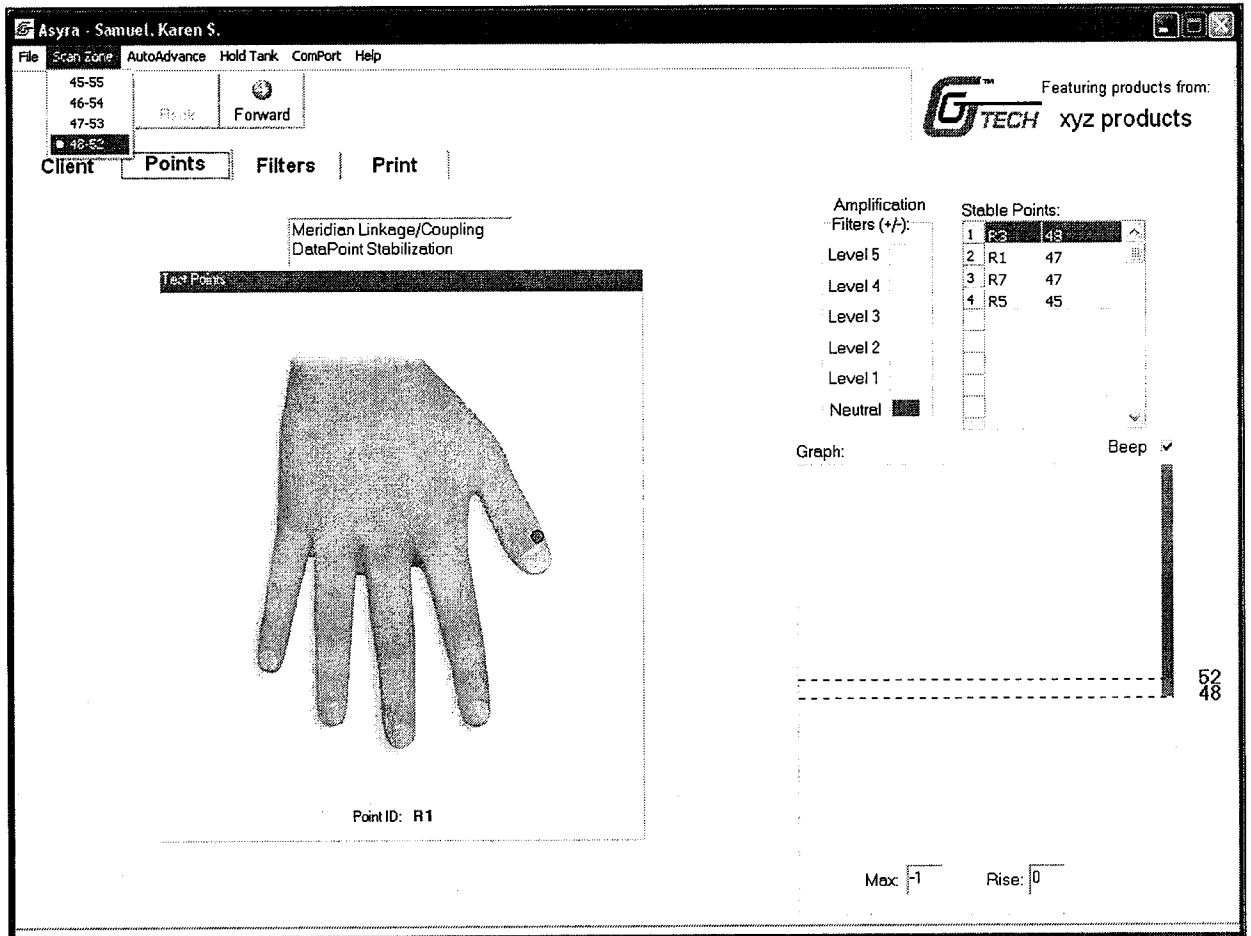 Asyra - Samuel, Karen S.
File Scan Zone AutoAdvance Hold Tank ComPort Help
45-55
46-54
47-53
48-52
Back Forward
G TECH ™
Featuring products from:
xyz products
Client Points Filters Print
Meridian Linkage/Coupling
DataPoint Stabilization
Test Points
Point ID: R1
Amplification
Filters (+/-):
Level 5
Level 4
Level 3
Level 2
Level 1
Neutral
Stable Points:
1 R3 48
2 R1 47
3 R7 47
4 R5 45
Graph: Beep
52
48
Max: -1 Rise: 0